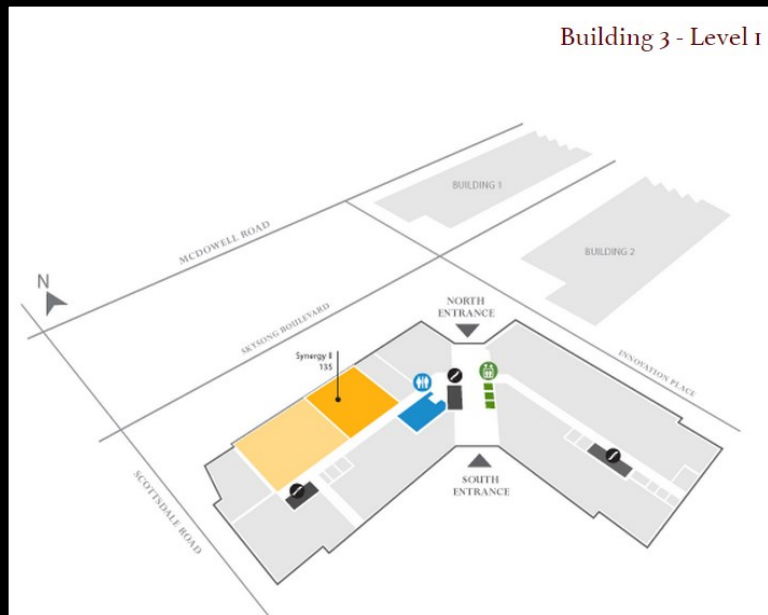 Building 3 - Level 1
BUILDING 1
MCDOWELL ROAD
BUILDING 2
N
NORTH
ENTRANCE
SKYSONG BOULEVARD
INNOVATION PLACE
Synergy II
135
SOUTH
ENTRANCE
SCOTTSDALE ROAD